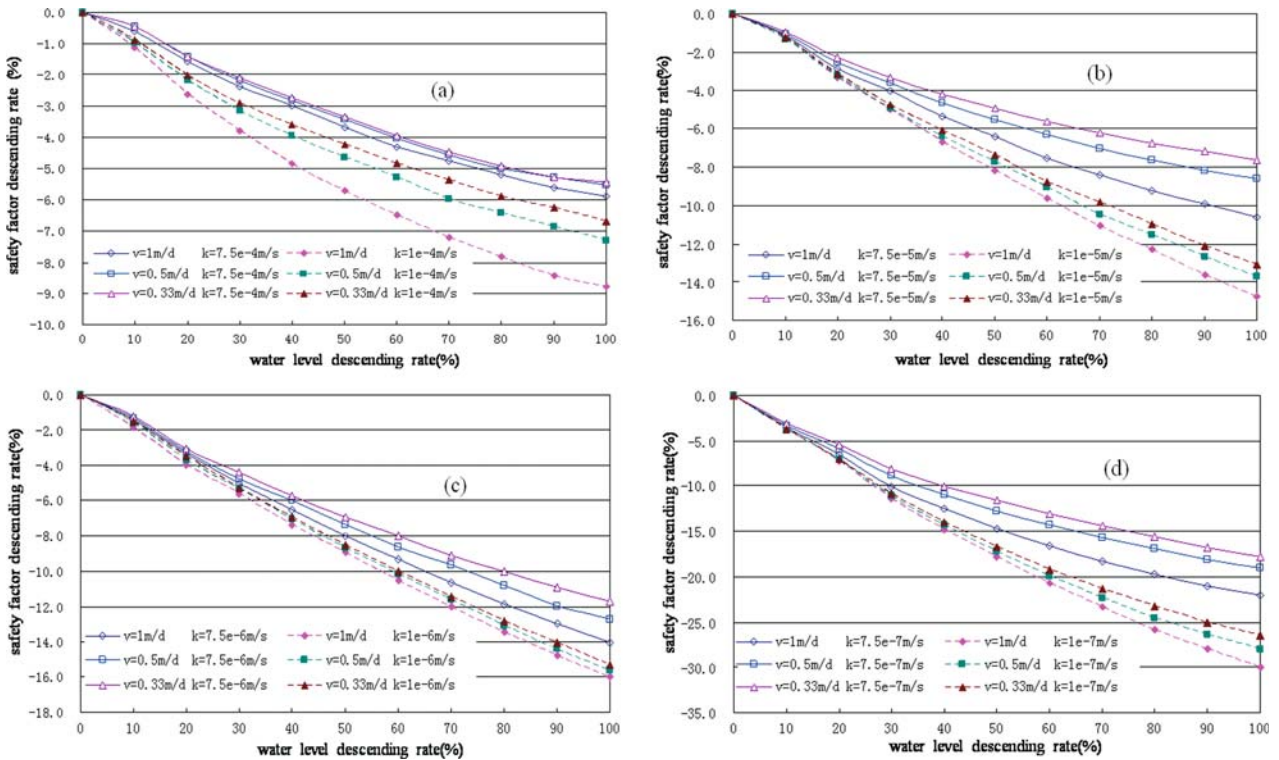 safety factor descending rate (%)
0.0
-1.0
-2.0
-3.0
-4.0
-5.0
-6.0
-7.0
-8.0
-9.0
-10.0
(a)
v=1m/d k=7.5e-4m/s v=1m/d k=1e-4m/s
v=0.5m/d k=7.5e-4m/s v=0.5m/d k=1e-4m/s
v=0.33m/d k=7.5e-4m/s v=0.33m/d k=1e-4m/s
0 10 20 30 40 50 60 70 80 90 100
water level descending rate(%)
safety factor descending rate(%)
0.0
-2.0
-4.0
-6.0
-8.0
-10.0
-12.0
-14.0
-16.0
(b)
v=1m/d k=7.5e-5m/s v=1m/d k=1e-5m/s
v=0.5m/d k=7.5e-5m/s v=0.5m/d k=1e-5m/s
v=0.33m/d k=7.5e-5m/s v=0.33m/d k=1e-5m/s
0 10 20 30 40 50 60 70 80 90 100
water level descending rate(%)
safety factor descending rate(%)
0.0
-2.0
-4.0
-6.0
-8.0
-10.0
-12.0
-14.0
-16.0
-18.0
(c)
v=1m/d k=7.5e-6m/s v=1m/d k=1e-6m/s
v=0.5m/d k=7.5e-6m/s v=0.5m/d k=1e-6m/s
v=0.33m/d k=7.5e-6m/s v=0.33m/d k=1e-6m/s
0 10 20 30 40 50 60 70 80 90 100
water level descending rate(%)
safety factor descending rate(%)
0.0
-5.0
-10.0
-15.0
-20.0
-25.0
-30.0
-35.0
(d)
v=1m/d k=7.5e-7m/s v=1m/d k=1e-7m/s
v=0.5m/d k=7.5e-7m/s v=0.5m/d k=1e-7m/s
v=0.33m/d k=7.5e-7m/s v=0.33m/d k=1e-7m/s
0 10 20 30 40 50 60 70 80 90 100
water level descending rate(%)